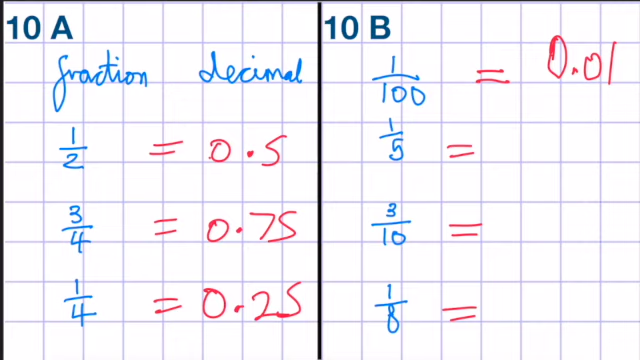 10 A
fraction decimal
1/2 = 0.5
3/4 = 0.75
1/4 = 0.25
10 B
1/100 = 0.01
1/5 =
3/10 =
1/8 =